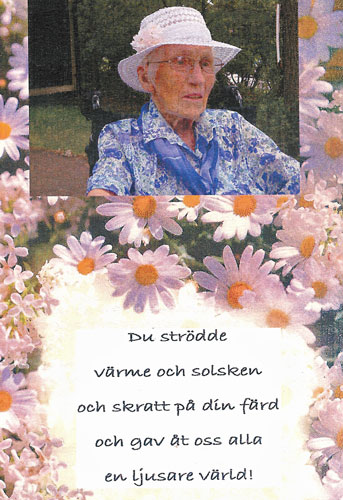 Du strödde
värme och solsken
och skratt på din färd
och gav åt oss alla
en ljusare värld!